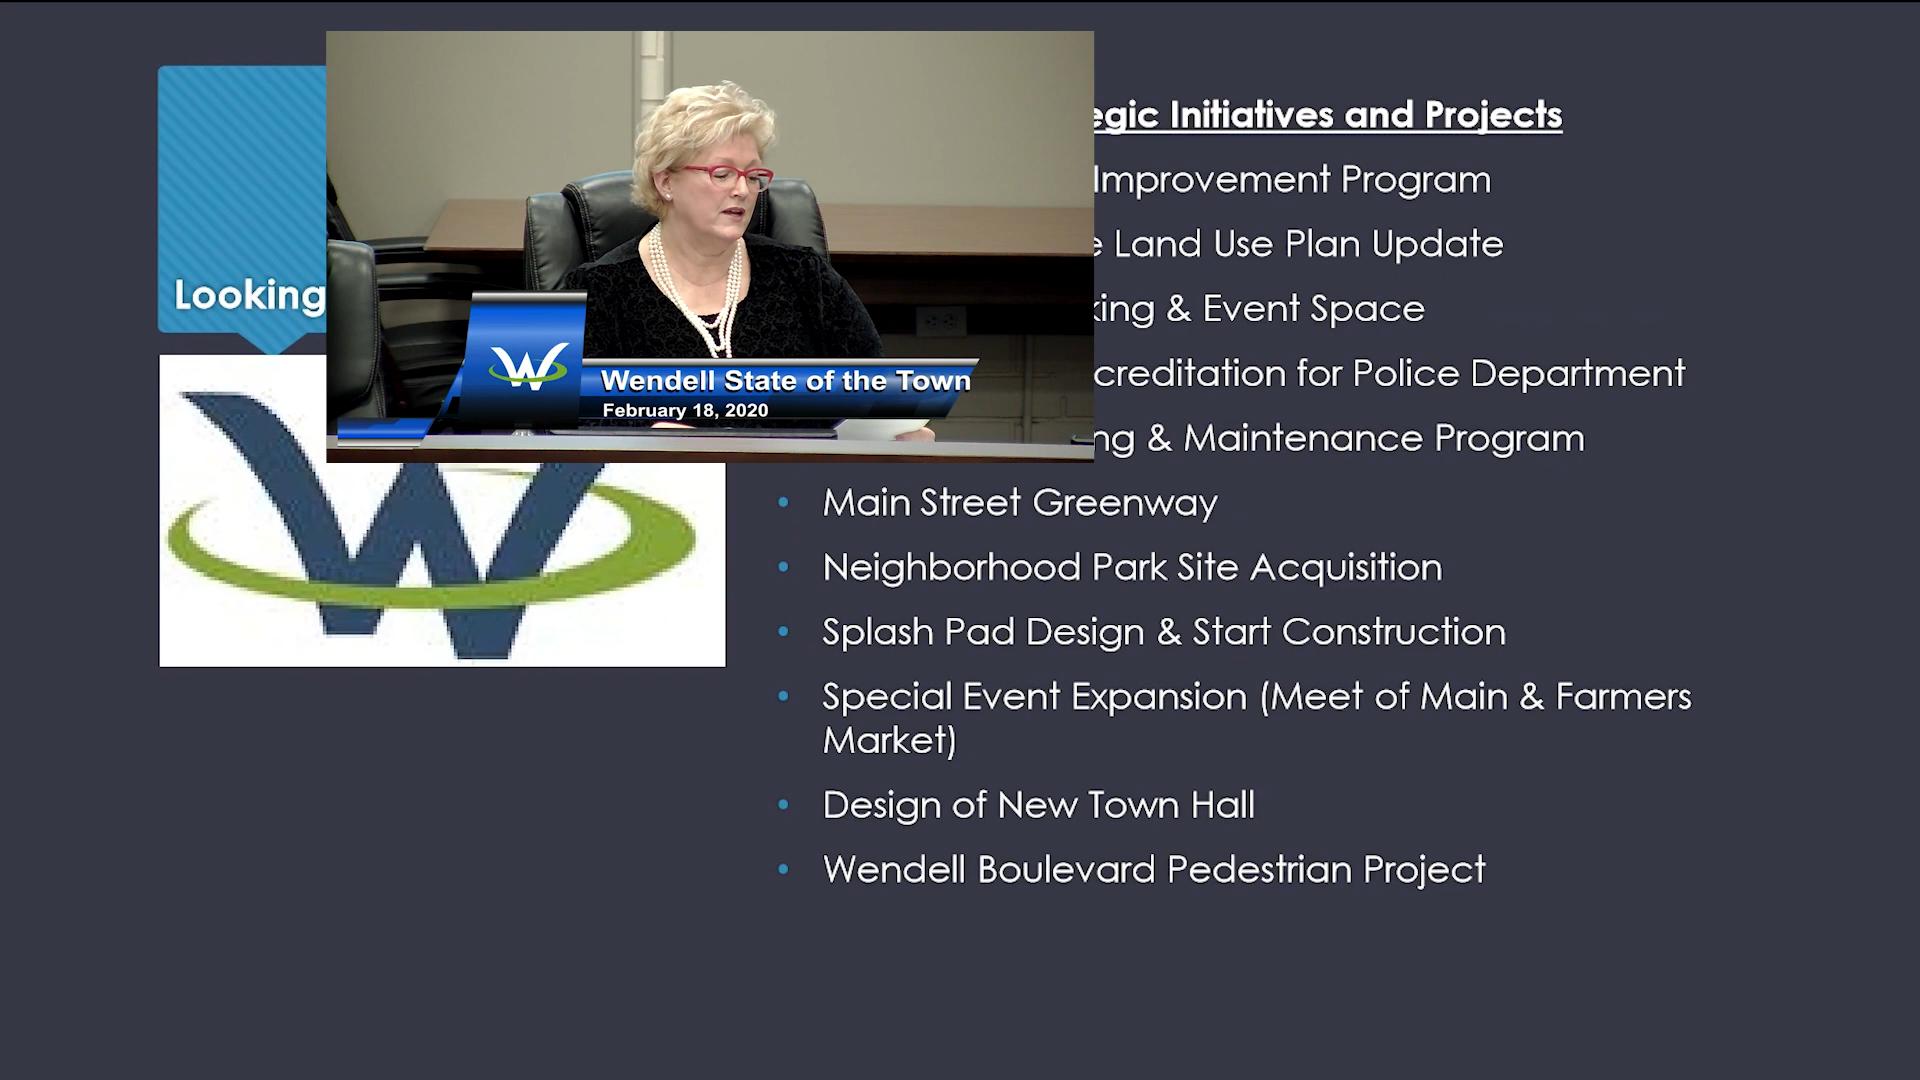 Looking
egic Initiatives and Projects
Improvement Program
Land Use Plan Update
king & Event Space
creditation for Police Department
ng & Maintenance Program
• Main Street Greenway
• Neighborhood Park Site Acquisition
• Splash Pad Design & Start Construction
• Special Event Expansion (Meet of Main & Farmers
Market)
• Design of New Town Hall
• Wendell Boulevard Pedestrian Project
W
Wendell State of the Town
February 18, 2020
W